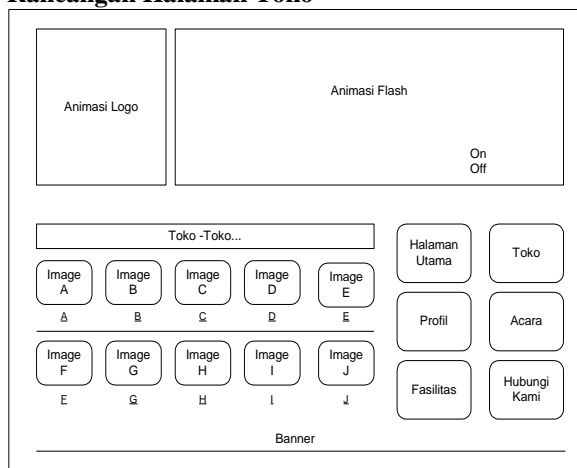 Rancangan Halaman Toko
Animasi Logo
Animasi Flash
On
Off
Toko -Toko...
Image
A
Image
B
Image
C
Image
D
Image
E
A
B
C
D
E
Image
F
Image
G
Image
H
Image
I
Image
J
F
G
H
I
J
Halaman
Utama
Toko
Profil
Acara
Fasilitas
Hubungi
Kami
Banner